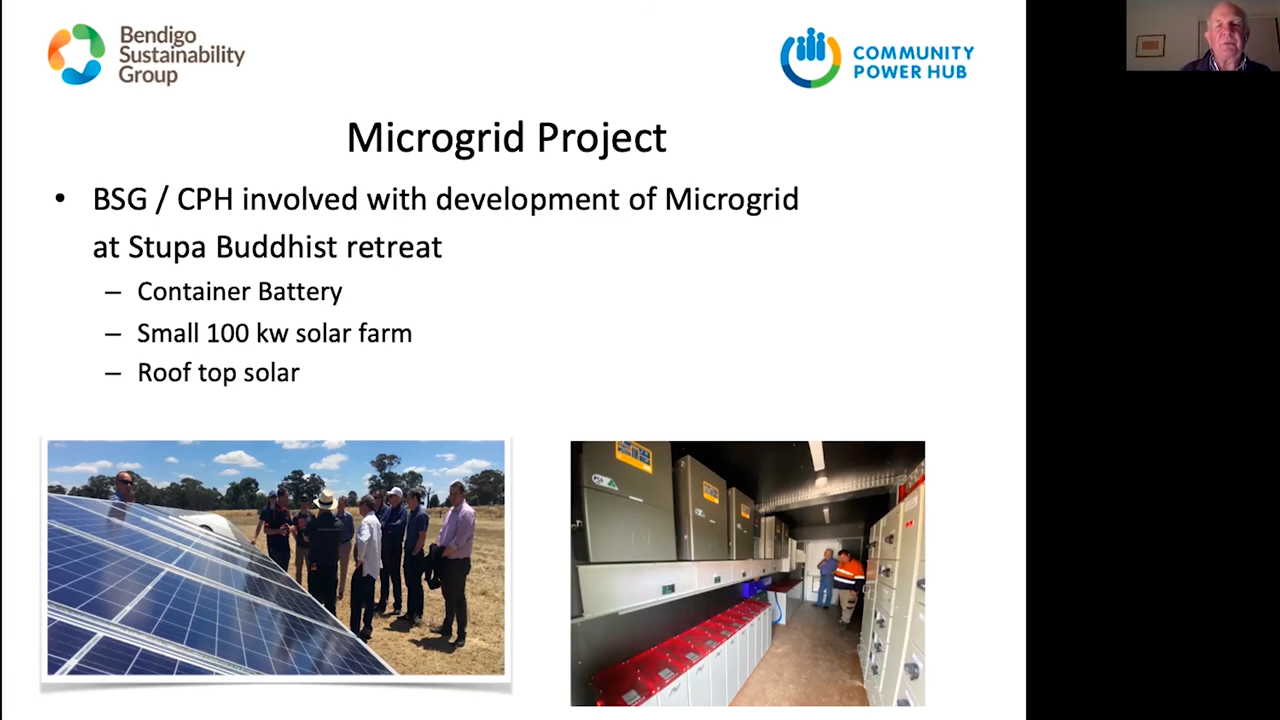 Bendigo
Sustainability
Group
COMMUNITY
POWER HUB
Microgrid Project
• BSG / CPH involved with development of Microgrid
at Stupa Buddhist retreat
– Container Battery
– Small 100 kw solar farm
– Roof top solar